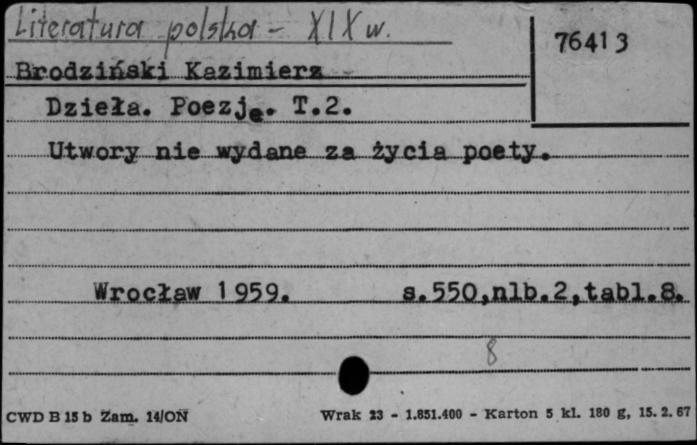 Literatura polska - XIX w.
76413
Brodziński Kazimierz
Dzieła. Poezję. T.2.
Utwory nie wydane za życia poety.
Wrocław 1959. s.550,nlb.2,tabl.8.
8
CWD B 15 b Zam. 14/ON Wrak 23 - 1.851.400 - Karton 5 kl. 180 g, 15. 2. 67